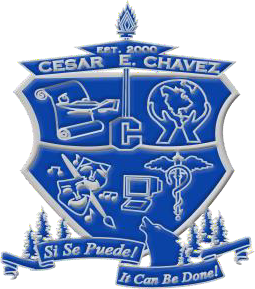 EST. 2000
CESAR E. CHAVEZ
C
Si Se Puede!
It Can Be Done!